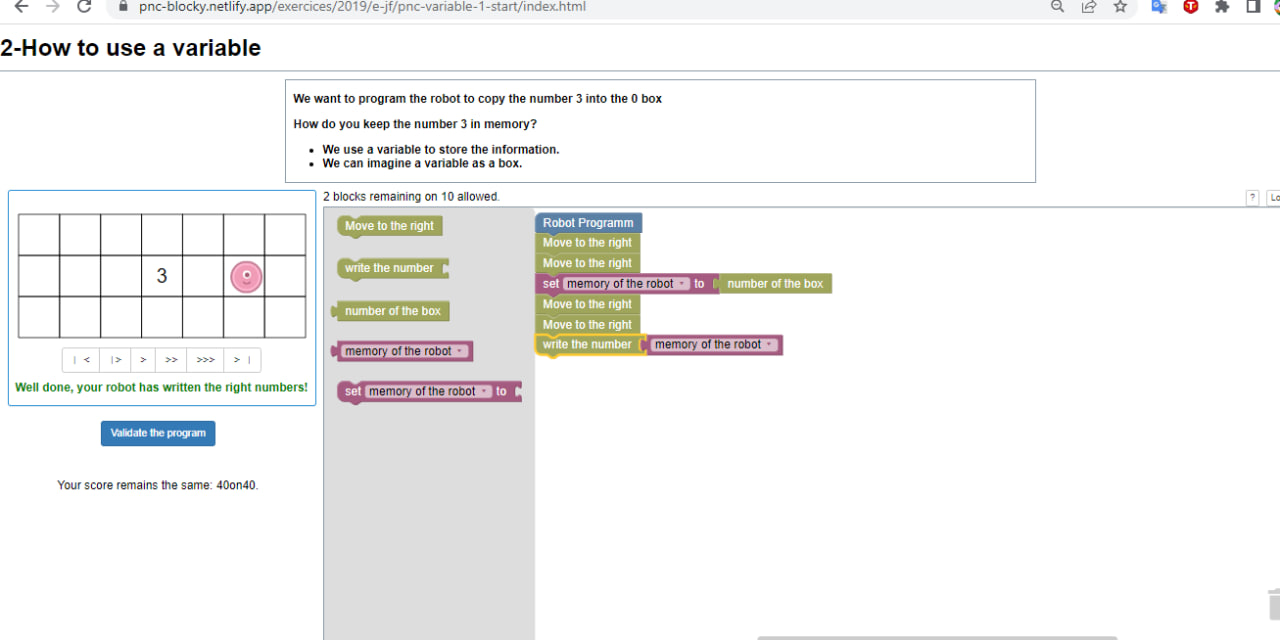 pnc-blocky.netlify.app/exercices/2019/e-jf/pnc-variable-1-start/index.html
2-How to use a variable
We want to program the robot to copy the number 3 into the 0 box
How do you keep the number 3 in memory?
• We use a variable to store the information.
• We can imagine a variable as a box.
2 blocks remaining on 10 allowed.
?
3
| <
|>
>
>>
>>>
> |
Well done, your robot has written the right numbers!
Validate the program
Your score remains the same: 40on40.
Move to the right
write the number
number of the box
memory of the robot
set memory of the robot to
Robot Programm
Move to the right
Move to the right
set memory of the robot to number of the box
Move to the right
Move to the right
write the number memory of the robot